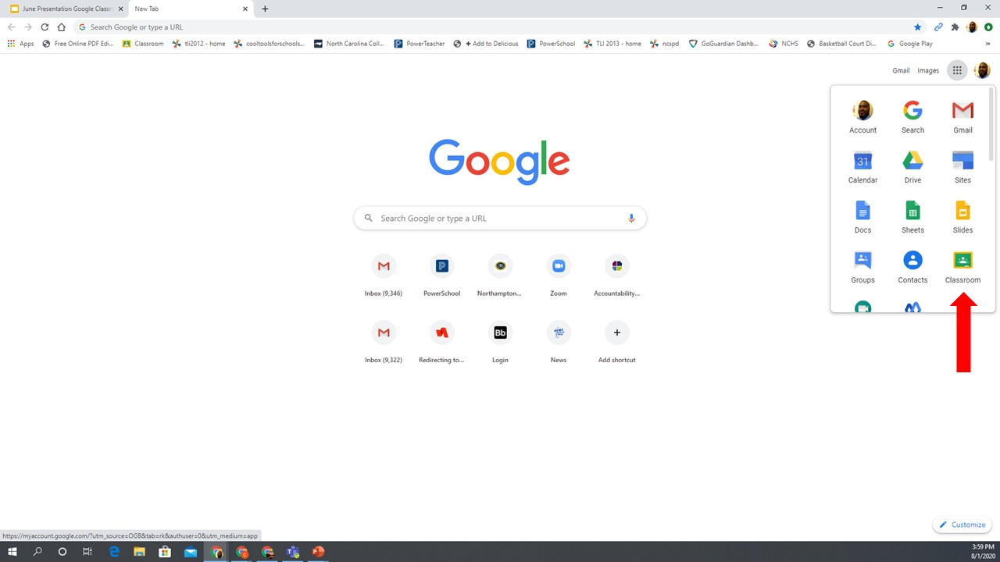 June Presentation Google Classro
New Tab
Search Google or type a URL
Apps
Free Online PDF Edi...
Classroom
tli2012 - home
cooltoolsforschools...
North Carolina Coll...
PowerTeacher
+ Add to Delicious
PowerSchool
TLI 2013 - home
ncspd
GoGuardian Dashb...
NCHS
Basketball Court Di...
Google Play
»
Gmail
Images
Account
Search
Gmail
31
Calendar
Drive
Sites
Docs
Sheets
Slides
Groups
Contacts
Classroom
Google
Search Google or type a URL
Inbox (9,346)
PowerSchool
Northampton...
Zoom
Accountability...
Bb
Inbox (9,322)
Redirecting to...
Login
News
Add shortcut
Customize
https://myaccount.google.com/?utm_source=OGB&tab=rk&authuser=0&utm_medium=app
3:59 PM
8/1/2020